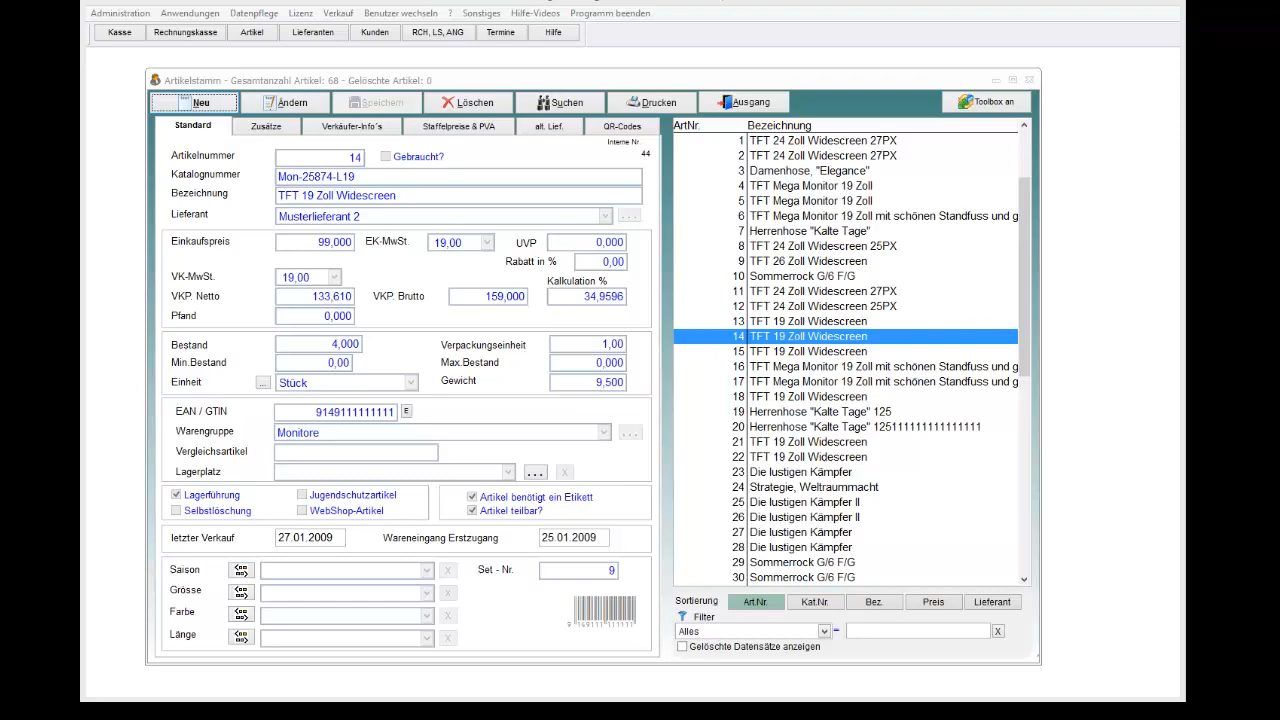 Administration Anwendungen Datenpflege Lizenz Verkauf Benutzer wechseln ? Sonstiges Hilfe-Videos Programm beenden
Kasse Rechnungskasse Artikel Lieferanten Kunden RCH, LS, ANG Termine Hilfe
Artikelstamm - Gesamtanzahl Artikel: 68 - Gelöschte Artikel: 0
Neu Ändern Speichern Löschen Suchen Drucken Ausgang Toolbox an
Standard Zusätze Verkäufer-Info´s Staffelpreise & PVA alt. Lief. QR-Codes
Interne Nr.
44
Artikelnummer 14 Gebraucht?
Katalognummer Mon-25874-L19
Bezeichnung TFT 19 Zoll Widescreen
Lieferant Musterlieferant 2 ...
Einkaufspreis 99,000 EK-MwSt. 19,00 UVP 0,000
Rabatt in % 0,00
VK-MwSt. 19,00 Kalkulation %
VKP. Netto 133,610 VKP. Brutto 159,000 34,9596
Pfand 0,000
Bestand 4,000 Verpackungseinheit 1,00
Min.Bestand 0,00 Max.Bestand 0,000
Einheit ... Stück Gewicht 9,500
EAN / GTIN 9149111111111 E
Warengruppe Monitore ...
Vergleichsartikel
Lagerplatz ... X
Lagerführung Jugendschutzartikel Artikel benötigt ein Etikett
Selbstlöschung WebShop-Artikel Artikel teilbar?
letzter Verkauf 27.01.2009 Wareneingang Erstzugang 25.01.2009
Saison X Set - Nr. 9
Grösse X
Farbe X
Länge X
9 149111 111111
ArtNr. Bezeichnung
1 TFT 24 Zoll Widescreen 27PX
2 TFT 24 Zoll Widescreen 27PX
3 Damenhose, "Elegance"
4 TFT Mega Monitor 19 Zoll
5 TFT Mega Monitor 19 Zoll
6 TFT Mega Monitor 19 Zoll mit schönen Standfuss und g
7 Herrenhose "Kalte Tage"
8 TFT 24 Zoll Widescreen 25PX
9 TFT 26 Zoll Widescreen
10 Sommerrock G/6 F/G
11 TFT 24 Zoll Widescreen 27PX
12 TFT 24 Zoll Widescreen 25PX
13 TFT 19 Zoll Widescreen
14 TFT 19 Zoll Widescreen
15 TFT 19 Zoll Widescreen
16 TFT Mega Monitor 19 Zoll mit schönen Standfuss und g
17 TFT Mega Monitor 19 Zoll mit schönen Standfuss und g
18 TFT 19 Zoll Widescreen
19 Herrenhose "Kalte Tage" 125
20 Herrenhose "Kalte Tage" 12511111111111111
21 TFT 19 Zoll Widescreen
22 TFT 19 Zoll Widescreen
23 Die lustigen Kämpfer
24 Strategie, Weltraummacht
25 Die lustigen Kämpfer II
26 Die lustigen Kämpfer II
27 Die lustigen Kämpfer
28 Die lustigen Kämpfer
29 Sommerrock G/6 F/G
30 Sommerrock G/6 F/G
Sortierung Art.Nr. Kat.Nr. Bez. Preis Lieferant
Filter
Alles = X
Gelöschte Datensätze anzeigen